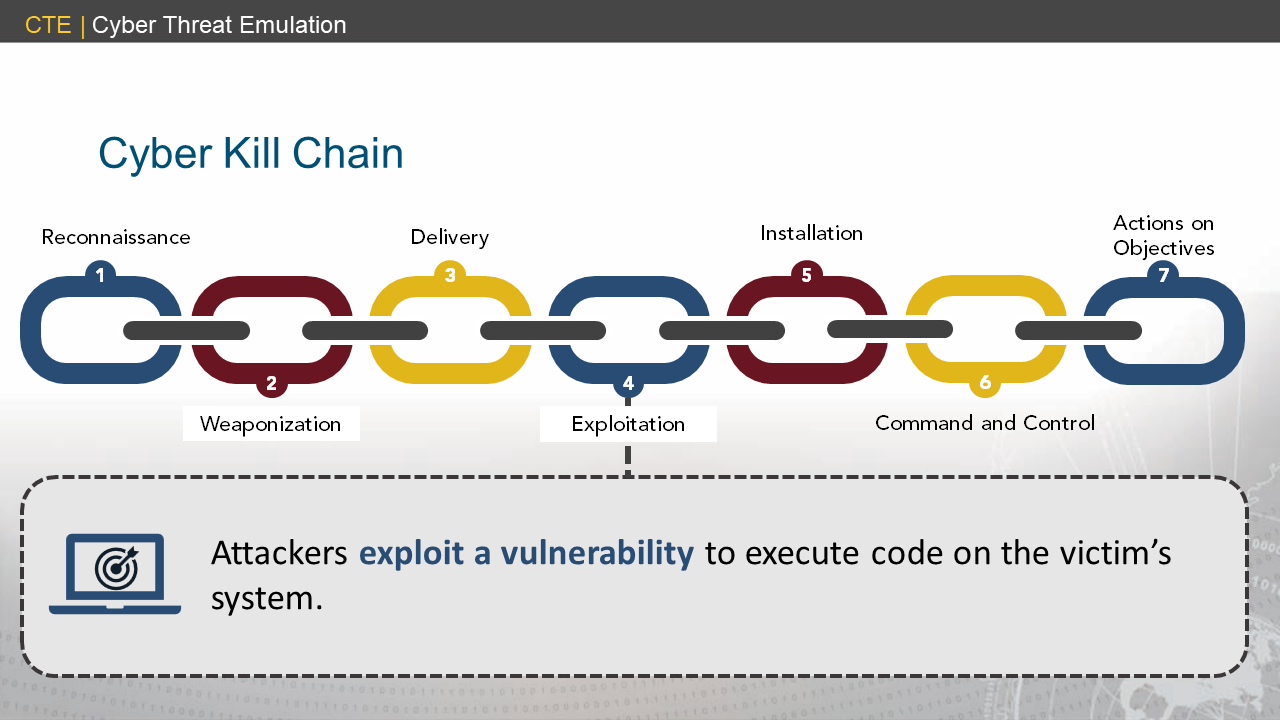 CTE | Cyber Threat Emulation
Cyber Kill Chain
Reconnaissance
Delivery
Installation
Actions on
Objectives
1
3
5
7
2
4
6
Weaponization
Exploitation
Command and Control
Attackers exploit a vulnerability to execute code on the victim’s
system.